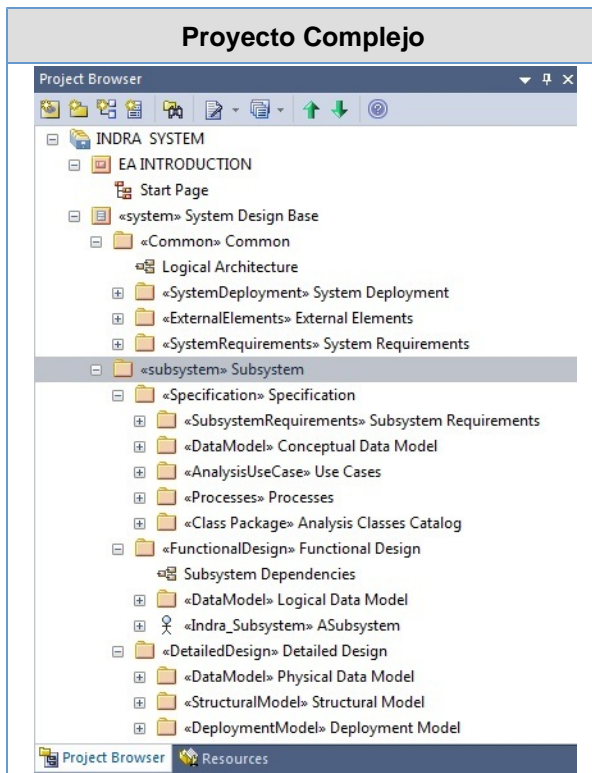 Proyecto Complejo
Project Browser
INDRA SYSTEM
EA INTRODUCTION
Start Page
«system» System Design Base
«Common» Common
Logical Architecture
«SystemDeployment» System Deployment
«ExternalElements» External Elements
«SystemRequirements» System Requirements
«subsystem» Subsystem
«Specification» Specification
«SubsystemRequirements» Subsystem Requirements
«DataModel» Conceptual Data Model
«AnalysisUseCase» Use Cases
«Processes» Processes
«Class Package» Analysis Classes Catalog
«FunctionalDesign» Functional Design
Subsystem Dependencies
«DataModel» Logical Data Model
«Indra_Subsystem» ASubsystem
«DetailedDesign» Detailed Design
«DataModel» Physical Data Model
«StructuralModel» Structural Model
«DeploymentModel» Deployment Model
Project Browser Resources